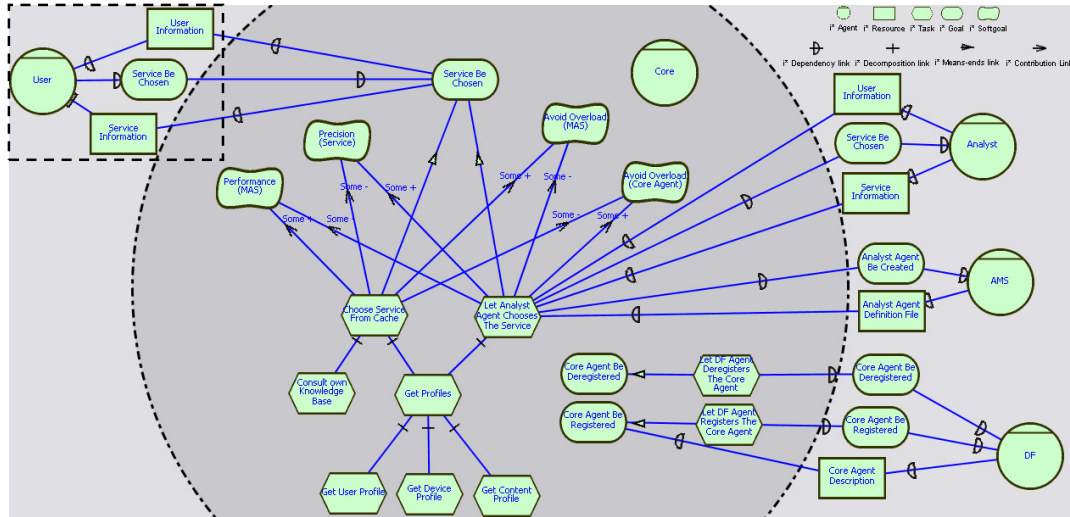 User
Information
User
Service Be
Chosen
Service
Information
Service Be
Chosen
Core
i* Agent
i* Resource
i* Task
i* Goal
i* Softgoal
i* Dependency link
i* Decomposition link
i* Means-ends link
i* Contribution Link
User
Information
Service Be
Chosen
Analyst
Service
Information
Precision
(Service)
Avoid Overload
(MAS)
Performance
(MAS)
Avoid Overload
(Core Agent)
Some -
Some +
Some +
Some -
Some +
Some -
Some -
Some +
Analyst Agent
Be Created
AMS
Analyst Agent
Definition File
Choose Service
From Cache
Let Analyst
Agent Chooses
The Service
Consult own
Knowledge
Base
Get Profiles
Get User Profile
Get Device
Profile
Get Content
Profile
Core Agent Be
Deregistered
Let DF Agent
Deregisters
The Core
Agent
Core Agent Be
Deregistered
Core Agent Be
Registered
Let DF Agent
Registers The
Core Agent
Core Agent Be
Registered
DF
Core Agent
Description